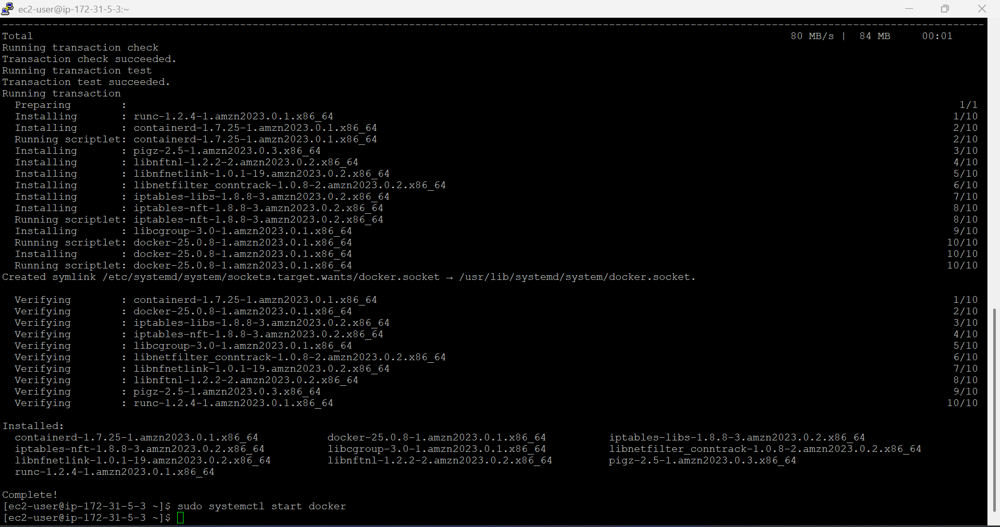 ec2-user@ip-172-31-5-3:~
--------------------------------------------------------------------------------------------------------------------------------------------------------------
Total 80 MB/s | 84 MB 00:01
Running transaction check
Transaction check succeeded.
Running transaction test
Transaction test succeeded.
Running transaction
Preparing : 1/1
Installing : runc-1.2.4-1.amzn2023.0.1.x86_64 1/10
Installing : containerd-1.7.25-1.amzn2023.0.1.x86_64 2/10
Running scriptlet: containerd-1.7.25-1.amzn2023.0.1.x86_64 2/10
Installing : pigz-2.5-1.amzn2023.0.3.x86_64 3/10
Installing : libnftnl-1.2.2-2.amzn2023.0.2.x86_64 4/10
Installing : libnfnetlink-1.0.1-19.amzn2023.0.2.x86_64 5/10
Installing : libnetfilter_conntrack-1.0.8-2.amzn2023.0.2.x86_64 6/10
Installing : iptables-libs-1.8.8-3.amzn2023.0.2.x86_64 7/10
Installing : iptables-nft-1.8.8-3.amzn2023.0.2.x86_64 8/10
Running scriptlet: iptables-nft-1.8.8-3.amzn2023.0.2.x86_64 8/10
Installing : libcgroup-3.0-1.amzn2023.0.1.x86_64 9/10
Running scriptlet: docker-25.0.8-1.amzn2023.0.1.x86_64 10/10
Installing : docker-25.0.8-1.amzn2023.0.1.x86_64 10/10
Running scriptlet: docker-25.0.8-1.amzn2023.0.1.x86_64 10/10
Created symlink /etc/systemd/system/sockets.target.wants/docker.socket → /usr/lib/systemd/system/docker.socket.
Verifying : containerd-1.7.25-1.amzn2023.0.1.x86_64 1/10
Verifying : docker-25.0.8-1.amzn2023.0.1.x86_64 2/10
Verifying : iptables-libs-1.8.8-3.amzn2023.0.2.x86_64 3/10
Verifying : iptables-nft-1.8.8-3.amzn2023.0.2.x86_64 4/10
Verifying : libcgroup-3.0-1.amzn2023.0.1.x86_64 5/10
Verifying : libnetfilter_conntrack-1.0.8-2.amzn2023.0.2.x86_64 6/10
Verifying : libnfnetlink-1.0.1-19.amzn2023.0.2.x86_64 7/10
Verifying : libnftnl-1.2.2-2.amzn2023.0.2.x86_64 8/10
Verifying : pigz-2.5-1.amzn2023.0.3.x86_64 9/10
Verifying : runc-1.2.4-1.amzn2023.0.1.x86_64 10/10
Installed:
containerd-1.7.25-1.amzn2023.0.1.x86_64 docker-25.0.8-1.amzn2023.0.1.x86_64 iptables-libs-1.8.8-3.amzn2023.0.2.x86_64
iptables-nft-1.8.8-3.amzn2023.0.2.x86_64 libcgroup-3.0-1.amzn2023.0.1.x86_64 libnetfilter_conntrack-1.0.8-2.amzn2023.0.2.x86_64
libnfnetlink-1.0.1-19.amzn2023.0.2.x86_64 libnftnl-1.2.2-2.amzn2023.0.2.x86_64 pigz-2.5-1.amzn2023.0.3.x86_64
runc-1.2.4-1.amzn2023.0.1.x86_64
Complete!
[ec2-user@ip-172-31-5-3 ~]$ sudo systemctl start docker
[ec2-user@ip-172-31-5-3 ~]$